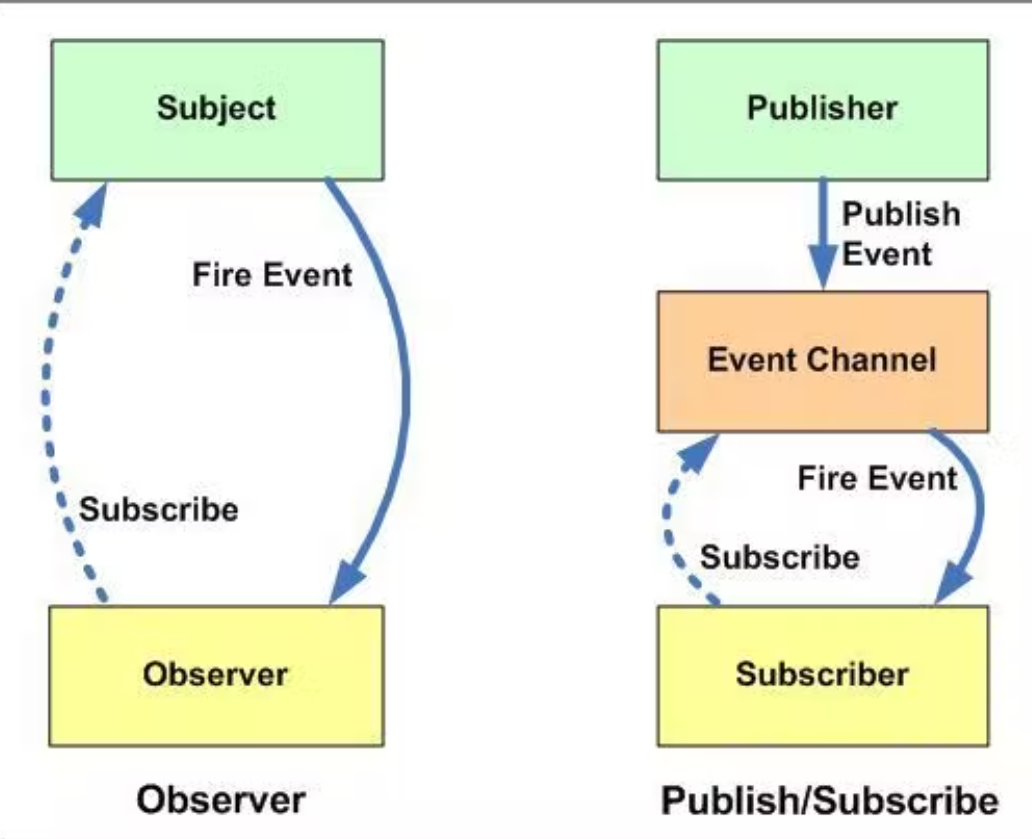 Subject
Fire Event
Subscribe
Observer
Observer
Publisher
Publish
Event
Event Channel
Fire Event
Subscribe
Subscriber
Publish/Subscribe